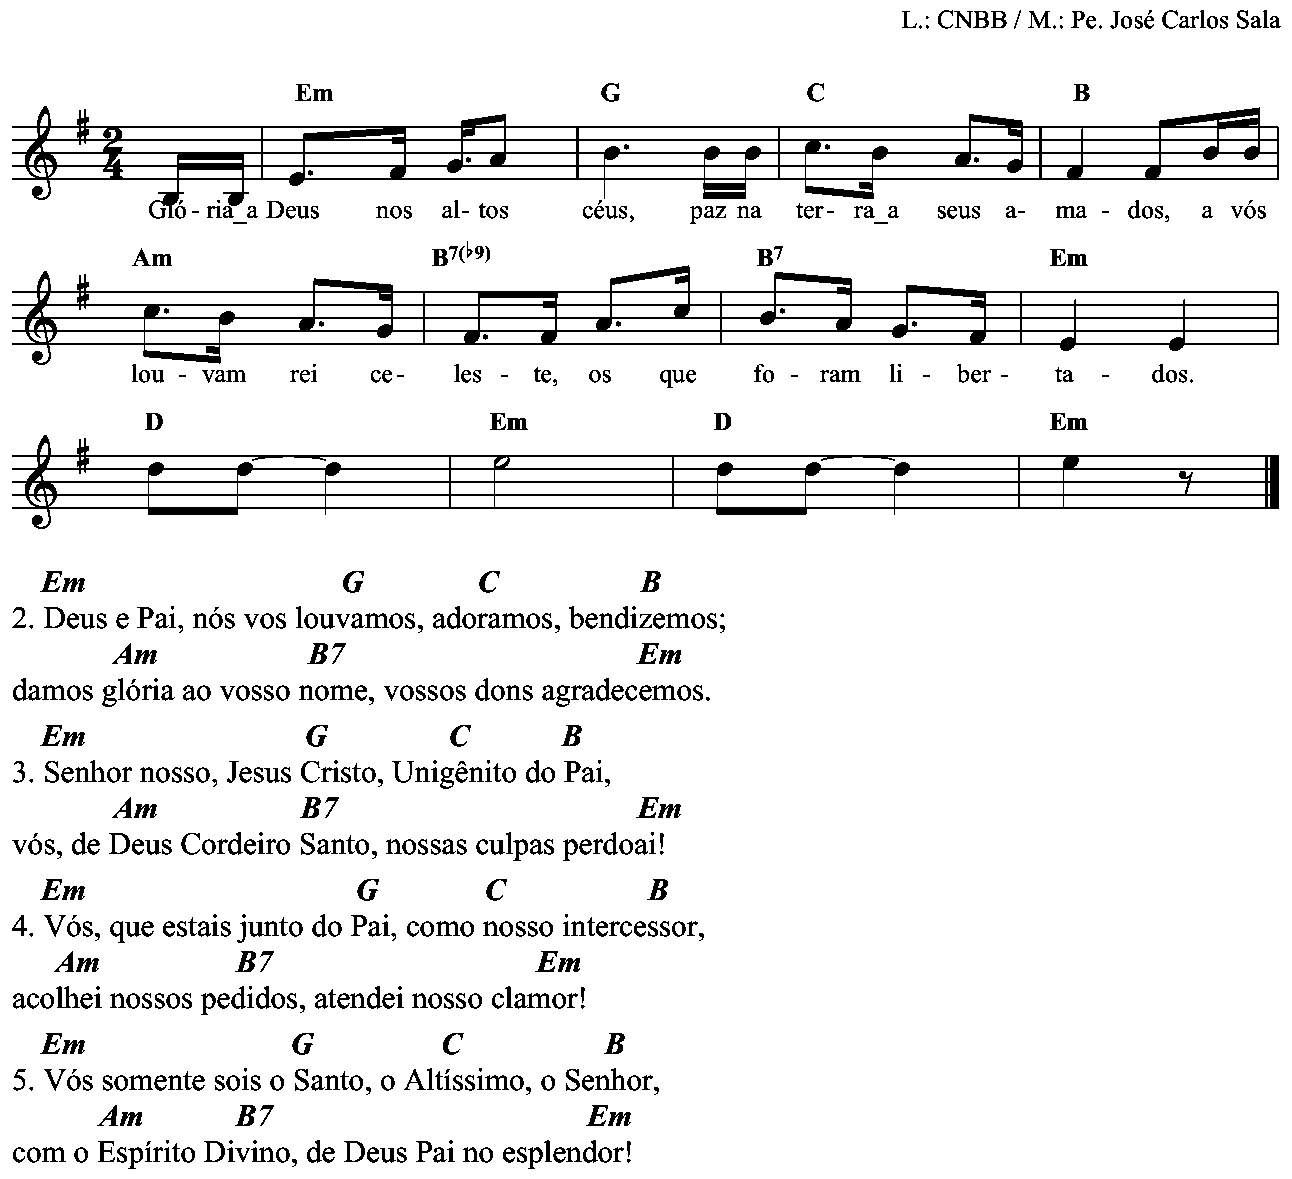 L.: CNBB / M.: Pe. José Carlos Sala
Em G C B
2 4
Gló - ria_a Deus nos al- tos céus, paz na ter- ra_a seus a- ma - dos, a vós
Am B7(♭9) B7 Em
lou - vam rei ce- les - te, os que fo - ram li - ber- ta - dos.
D Em D Em
Em G C B
2. Deus e Pai, nós vos louvamos, adoramos, bendizemos;
Am B7 Em
damos glória ao vosso nome, vossos dons agradecemos.
Em G C B
3. Senhor nosso, Jesus Cristo, Unigênito do Pai,
Am B7 Em
vós, de Deus Cordeiro Santo, nossas culpas perdoai!
Em G C B
4. Vós, que estais junto do Pai, como nosso intercessor,
Am B7 Em
acolhei nossos pedidos, atendei nosso clamor!
Em G C B
5. Vós somente sois o Santo, o Altíssimo, o Senhor,
Am B7 Em
com o Espírito Divino, de Deus Pai no esplendor!